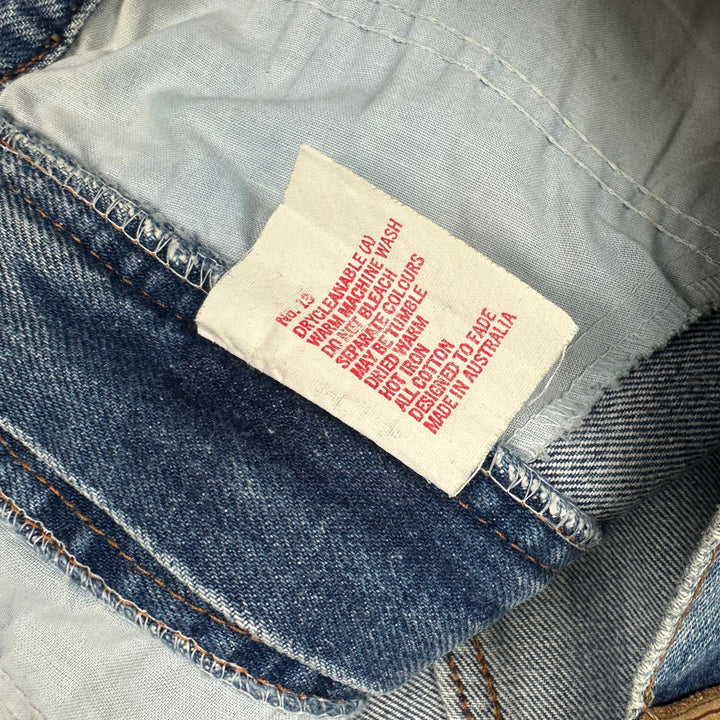 No. 13
DRYCLEANABLE (A)
WARM MACHINE WASH
DO NOT BLEACH
SEPARATE COLOURS
MAY BE TUMBLE
DRIED WARM
HOT IRON
ALL COTTON
DESIGNED TO FADE
MADE IN AUSTRALIA